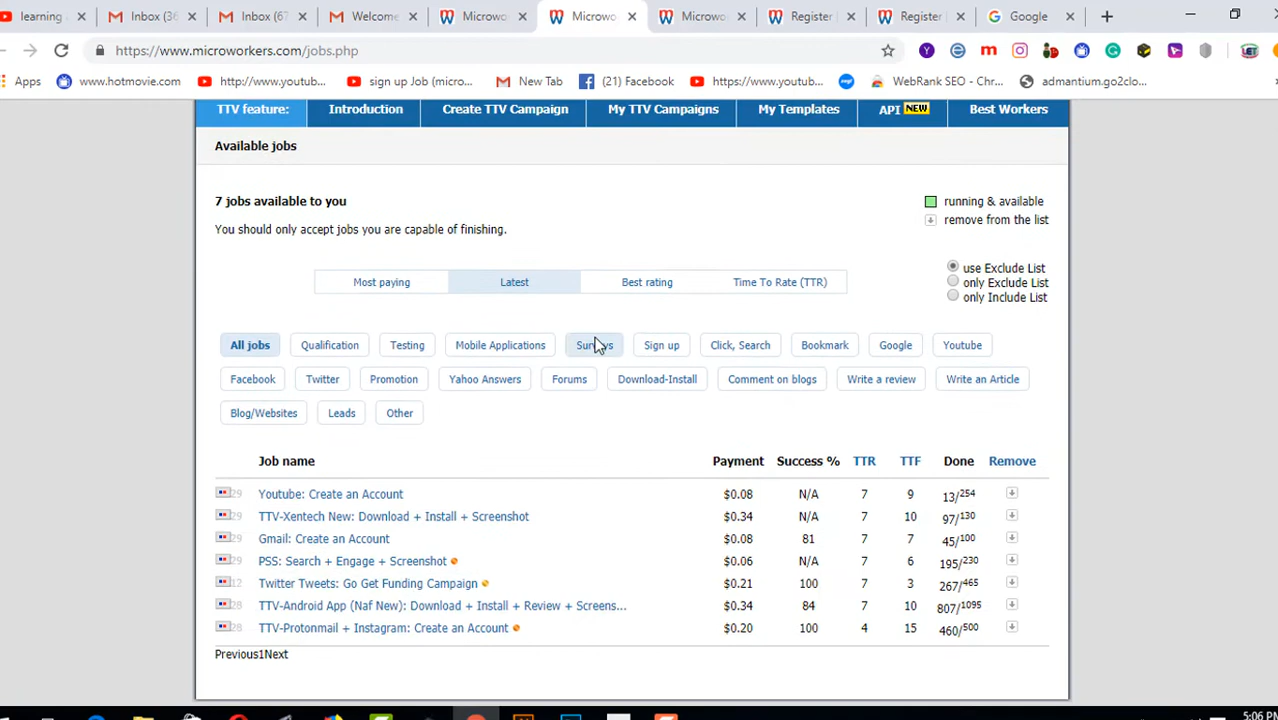 learning
Inbox (36
Inbox (67
Welcome
Microwo
Microwo
Microwo
Register
Register
Google
https://www.microworkers.com/jobs.php
Apps
www.hotmovie.com
http://www.youtub...
sign up Job (micro...
New Tab
(21) Facebook
https://www.youtub...
WebRank SEO - Chr...
admantium.go2clo...
TTV feature:
Introduction
Create TTV Campaign
My TTV Campaigns
My Templates
API NEW
Best Workers
Available jobs
7 jobs available to you
You should only accept jobs you are capable of finishing.
running & available
remove from the list
Most paying
Latest
Best rating
Time To Rate (TTR)
use Exclude List
only Exclude List
only Include List
All jobs
Qualification
Testing
Mobile Applications
Sign up
Click, Search
Bookmark
Google
Youtube
Facebook
Twitter
Promotion
Yahoo Answers
Forums
Download-Install
Comment on blogs
Write a review
Write an Article
Blog/Websites
Leads
Other
Job name Payment Success % TTR TTF Done Remove
29 Youtube: Create an Account $0.08 N/A 7 9 13/254
29 TTV-Xentech New: Download + Install + Screenshot $0.34 N/A 7 10 97/130
29 Gmail: Create an Account $0.08 81 7 7 45/100
29 PSS: Search + Engage + Screenshot $0.06 N/A 7 6 195/230
12 Twitter Tweets: Go Get Funding Campaign $0.21 100 7 3 267/465
28 TTV-Android App (Naf New): Download + Install + Review + Screens... $0.34 84 7 10 807/1095
28 TTV-Protonmail + Instagram: Create an Account $0.20 100 4 15 460/500
Previous1Next
5:06 PM